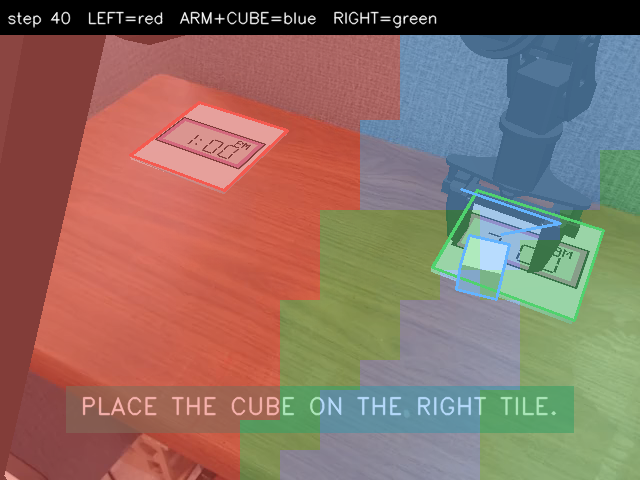 step 40 LEFT=red ARM+CUBE=blue RIGHT=green
1:00 PM
PM
PLACE THE CUBE ON THE RIGHT TILE.